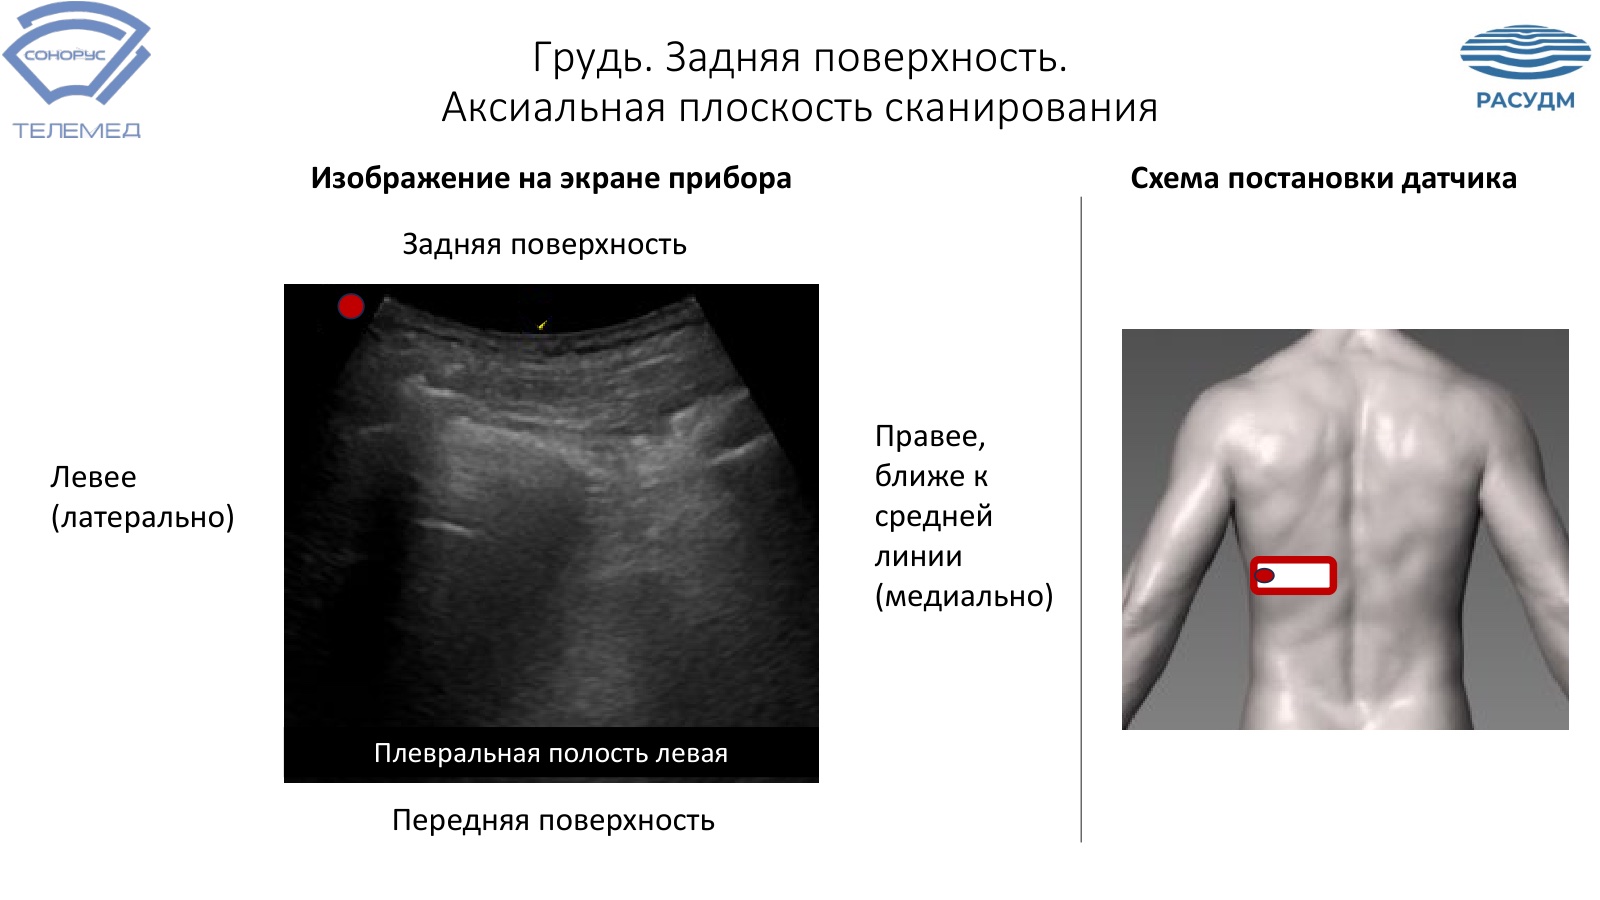 СОНОРУС
ТЕЛЕМЕД
Грудь. Задняя поверхность.
Аксиальная плоскость сканирования
РАСУДМ
Изображение на экране прибора
Схема постановки датчика
Задняя поверхность
Левее
(латерально)
Правее,
ближе к
средней
линии
(медиально)
Плевральная полость левая
Передняя поверхность